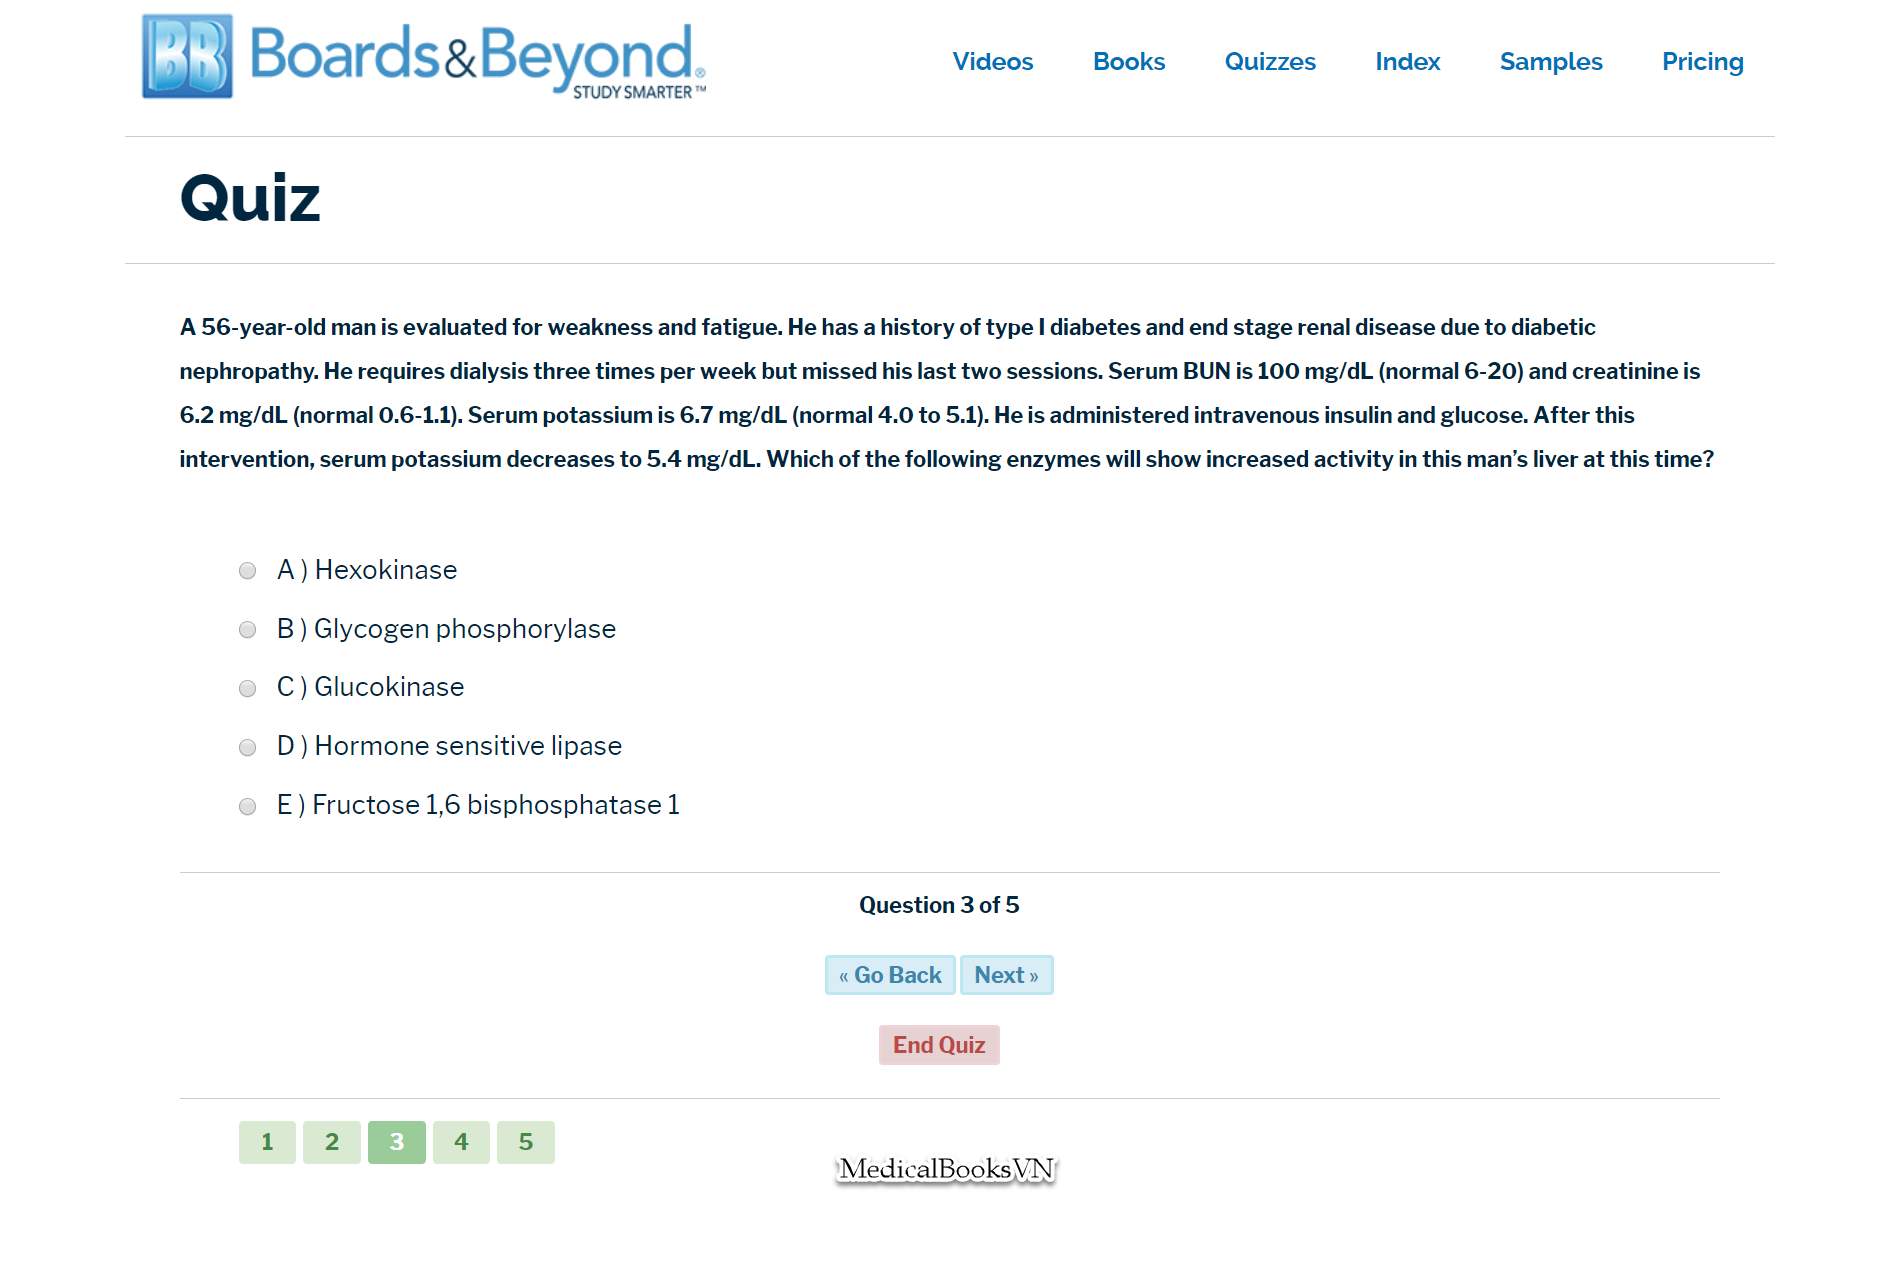 BB Boards&Beyond®
STUDY SMARTER™
Videos Books Quizzes Index Samples Pricing
Quiz
A 56-year-old man is evaluated for weakness and fatigue. He has a history of type I diabetes and end stage renal disease due to diabetic
nephropathy. He requires dialysis three times per week but missed his last two sessions. Serum BUN is 100 mg/dL (normal 6-20) and creatinine is
6.2 mg/dL (normal 0.6-1.1). Serum potassium is 6.7 mg/dL (normal 4.0 to 5.1). He is administered intravenous insulin and glucose. After this
intervention, serum potassium decreases to 5.4 mg/dL. Which of the following enzymes will show increased activity in this man’s liver at this time?
A ) Hexokinase
B ) Glycogen phosphorylase
C ) Glucokinase
D ) Hormone sensitive lipase
E ) Fructose 1,6 bisphosphatase 1
Question 3 of 5
« Go Back Next »
End Quiz
1 2 3 4 5
MedicalBooksVN